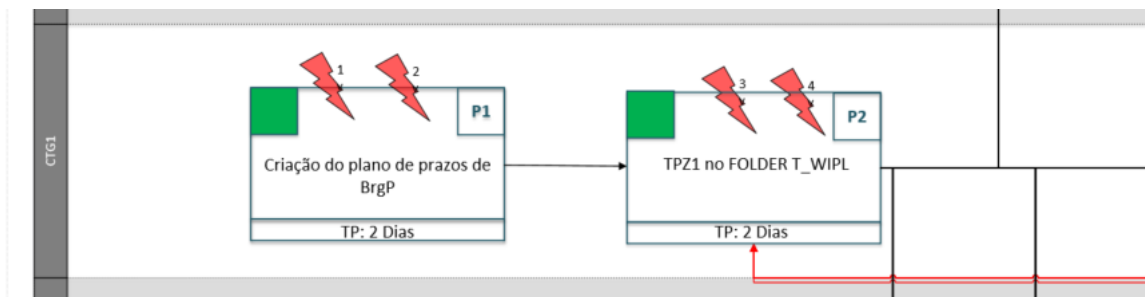 CTG1
1
2
P1
Criação do plano de prazos de
BrgP
TP: 2 Dias
3
4
P2
TPZ1 no FOLDER T_WIPL
TP: 2 Dias